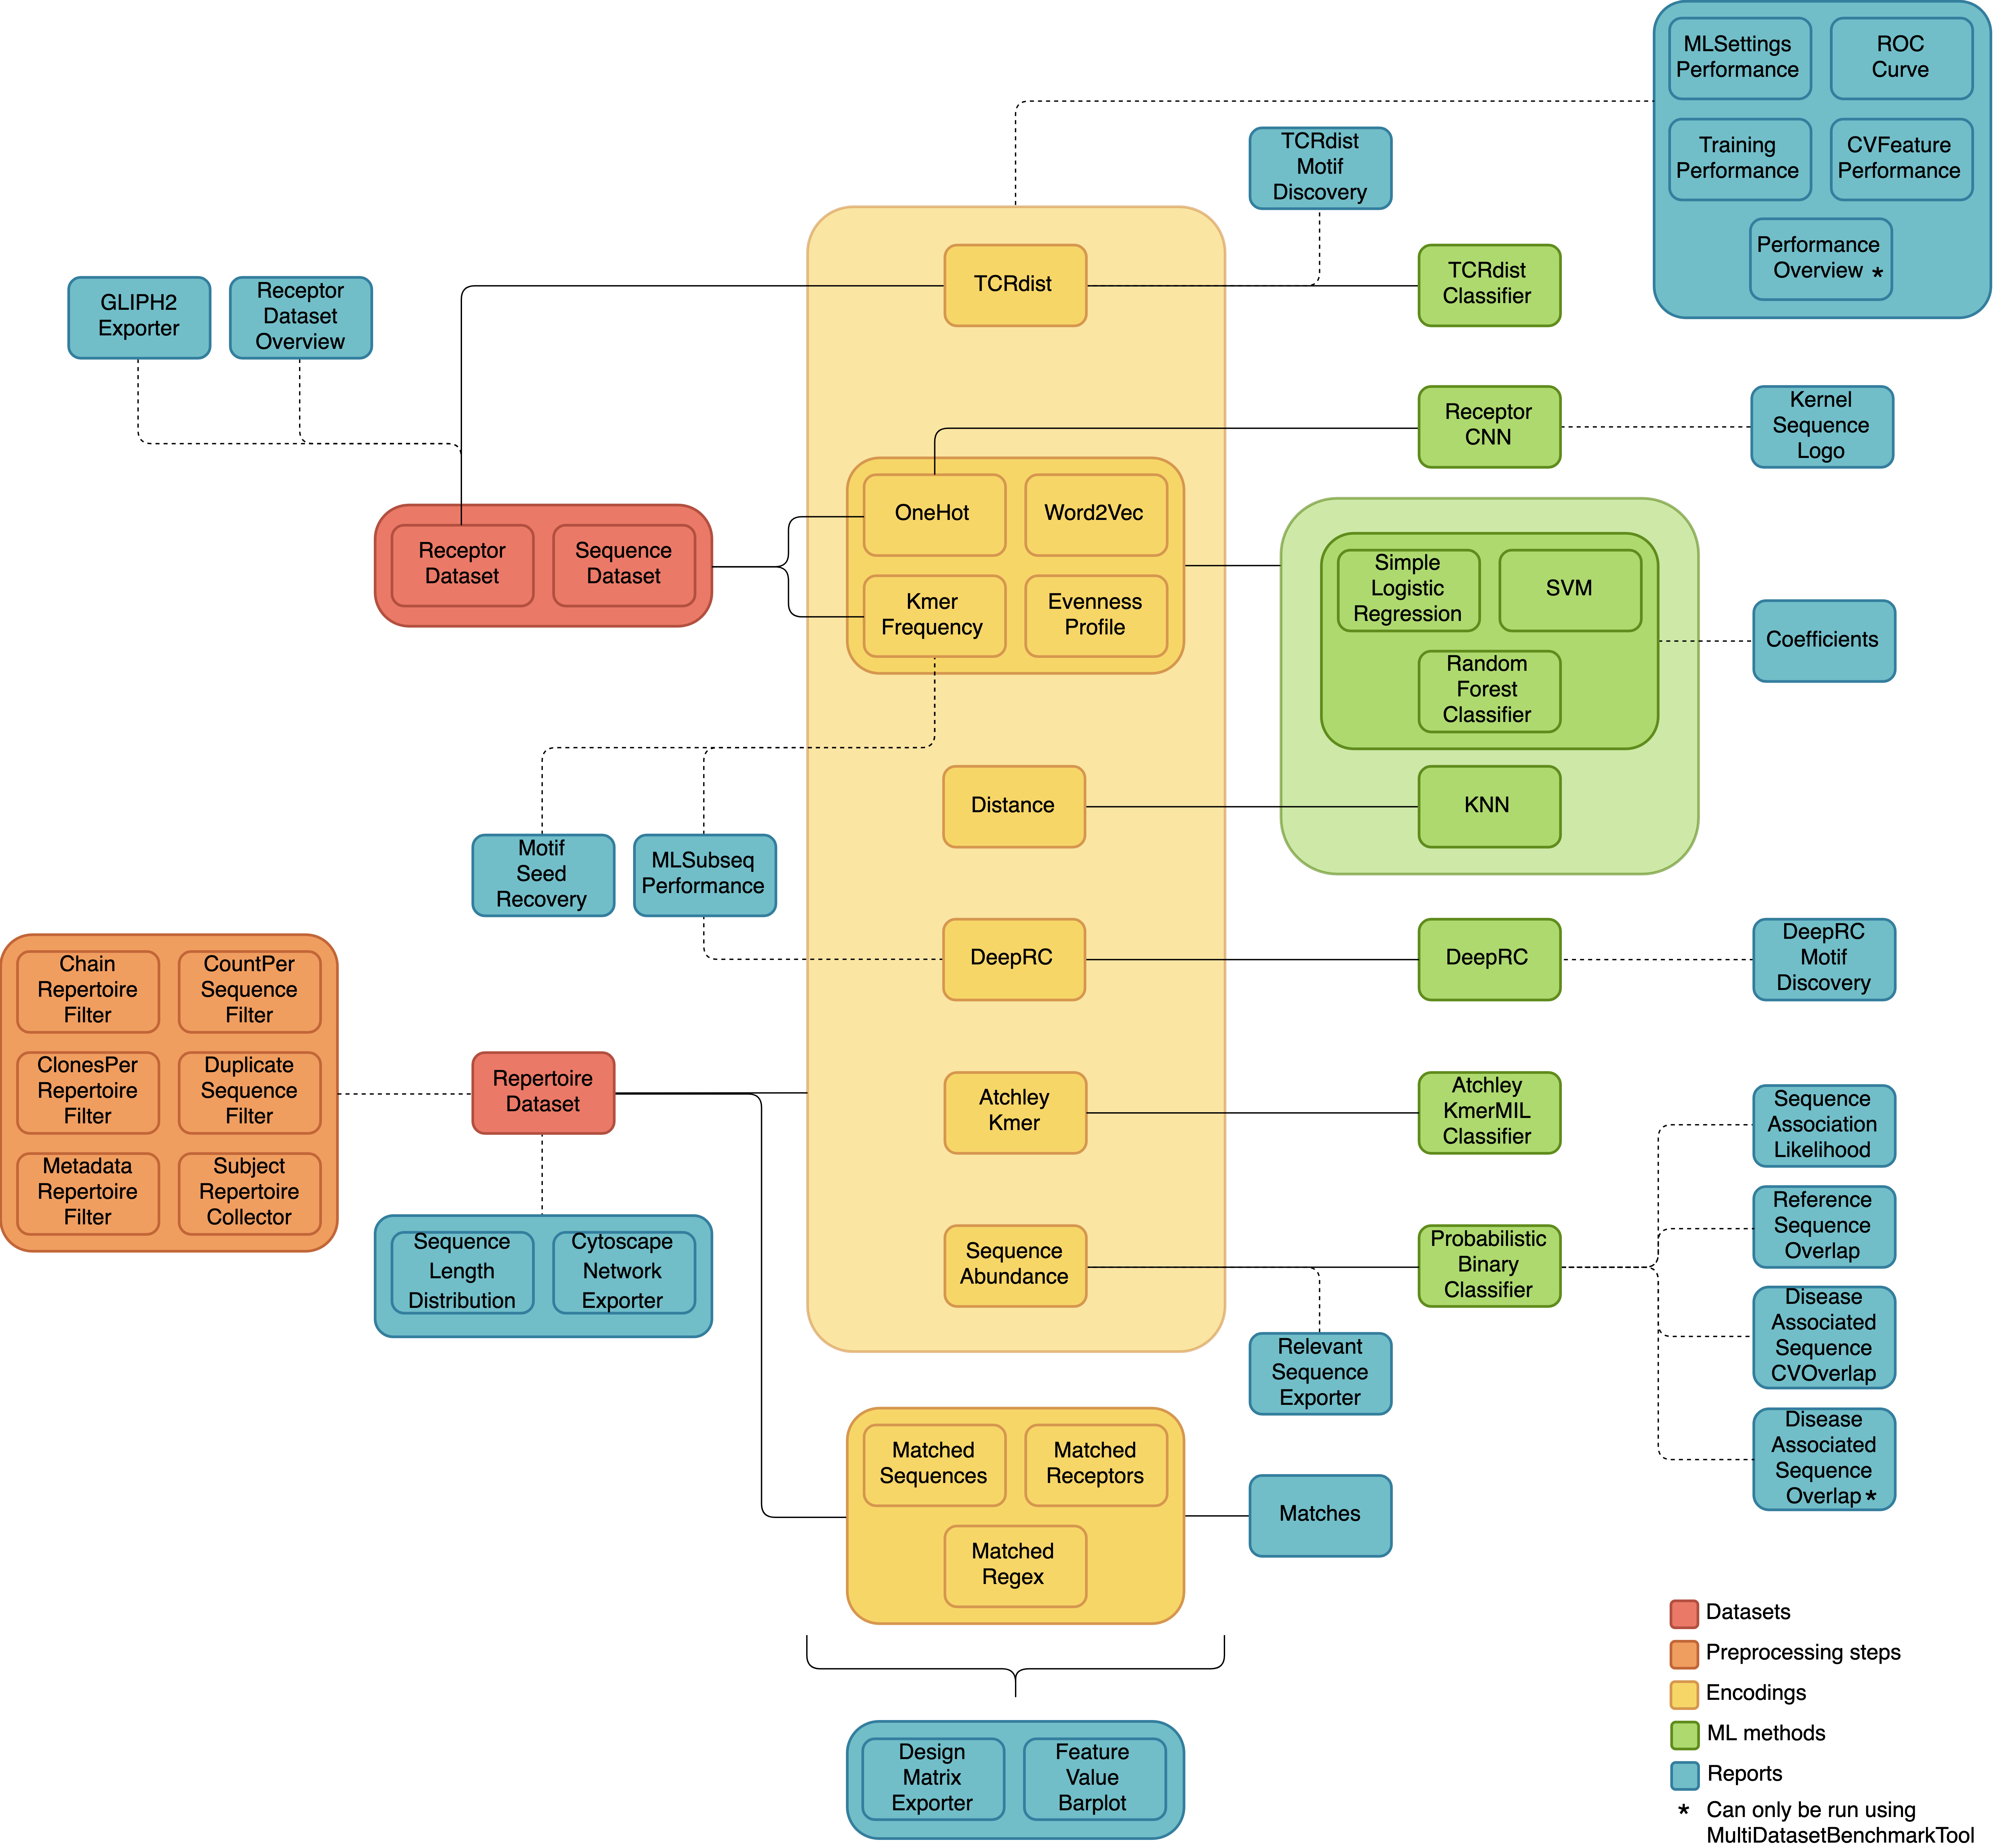 MLSettings
Performance
ROC
Curve
Training
Performance
CVFeature
Performance
Performance
Overview *
TCRdist
Motif
Discovery
TCRdist
TCRdist
Classifier
GLIPH2
Exporter
Receptor
Dataset
Overview
Receptor
CNN
Kernel
Sequence
Logo
Receptor
Dataset
Sequence
Dataset
OneHot
Word2Vec
Kmer
Frequency
Evenness
Profile
Simple
Logistic
Regression
SVM
Random
Forest
Classifier
Coefficients
Distance
KNN
Motif
Seed
Recovery
MLSubseq
Performance
DeepRC
DeepRC
DeepRC
Motif
Discovery
Chain
Repertoire
Filter
CountPer
Sequence
Filter
ClonesPer
Repertoire
Filter
Duplicate
Sequence
Filter
Metadata
Repertoire
Filter
Subject
Repertoire
Collector
Repertoire
Dataset
Atchley
Kmer
Atchley
KmerMIL
Classifier
Sequence
Association
Likelihood
Reference
Sequence
Overlap
Sequence
Length
Distribution
Cytoscape
Network
Exporter
Sequence
Abundance
Probabilistic
Binary
Classifier
Disease
Associated
Sequence
CVOverlap
Relevant
Sequence
Exporter
Disease
Associated
Sequence
Overlap *
Matched
Sequences
Matched
Receptors
Matched
Regex
Matches
Design
Matrix
Exporter
Feature
Value
Barplot
Datasets
Preprocessing steps
Encodings
ML methods
Reports
* Can only be run using
MultiDatasetBenchmarkTool